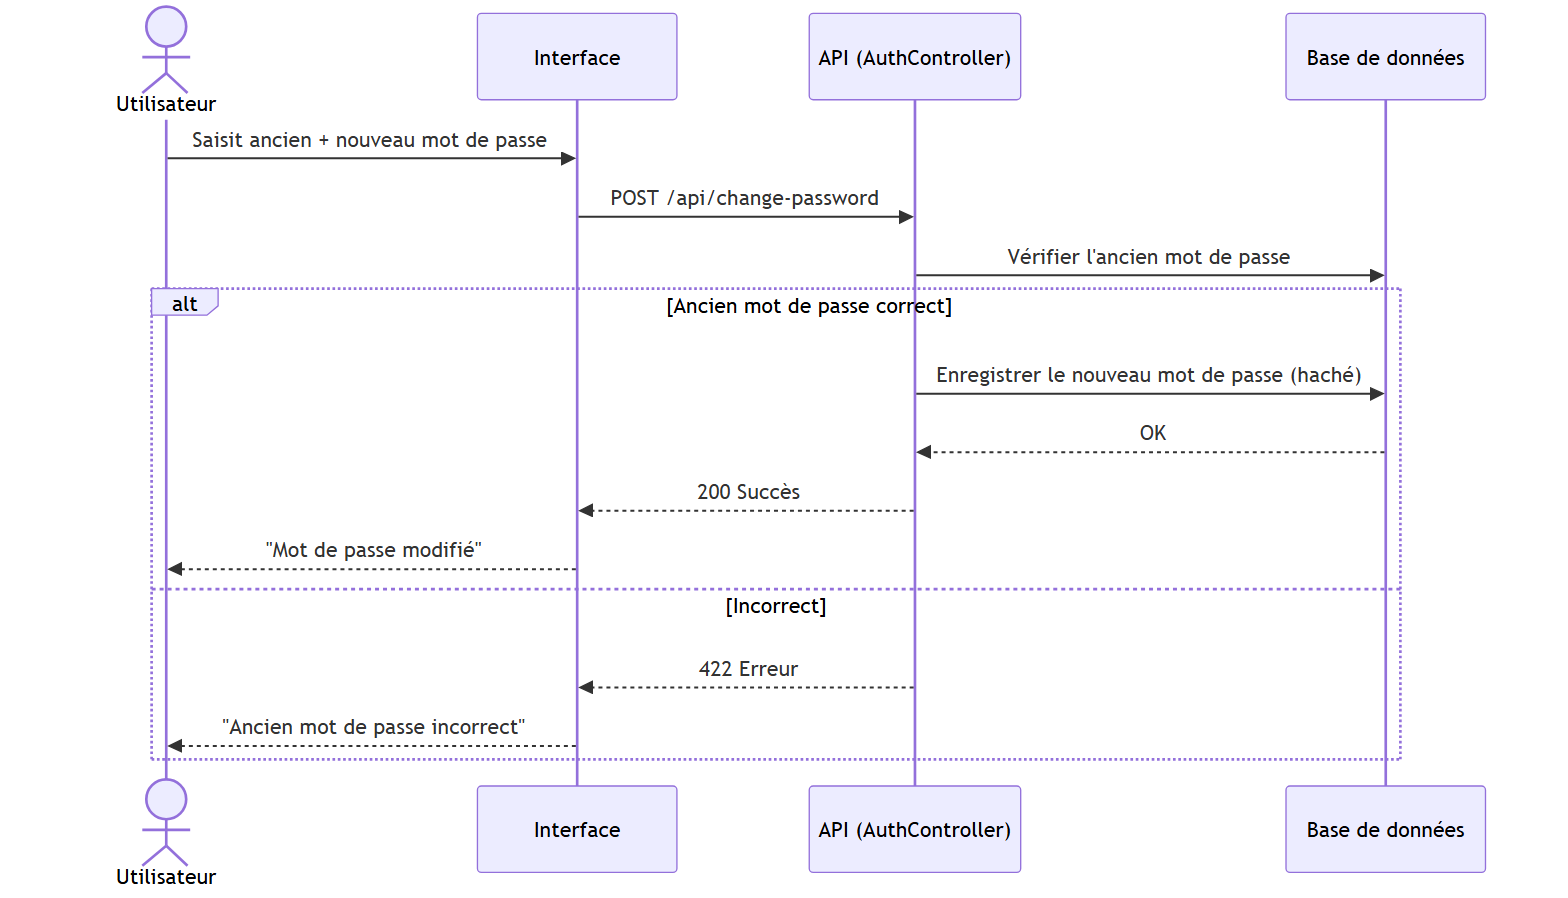 Utilisateur
Interface
API (AuthController)
Base de données
Saisit ancien + nouveau mot de passe
POST /api/change-password
Vérifier l'ancien mot de passe
alt
[Ancien mot de passe correct]
Enregistrer le nouveau mot de passe (haché)
OK
200 Succès
"Mot de passe modifié"
[Incorrect]
422 Erreur
"Ancien mot de passe incorrect"
Utilisateur
Interface
API (AuthController)
Base de données